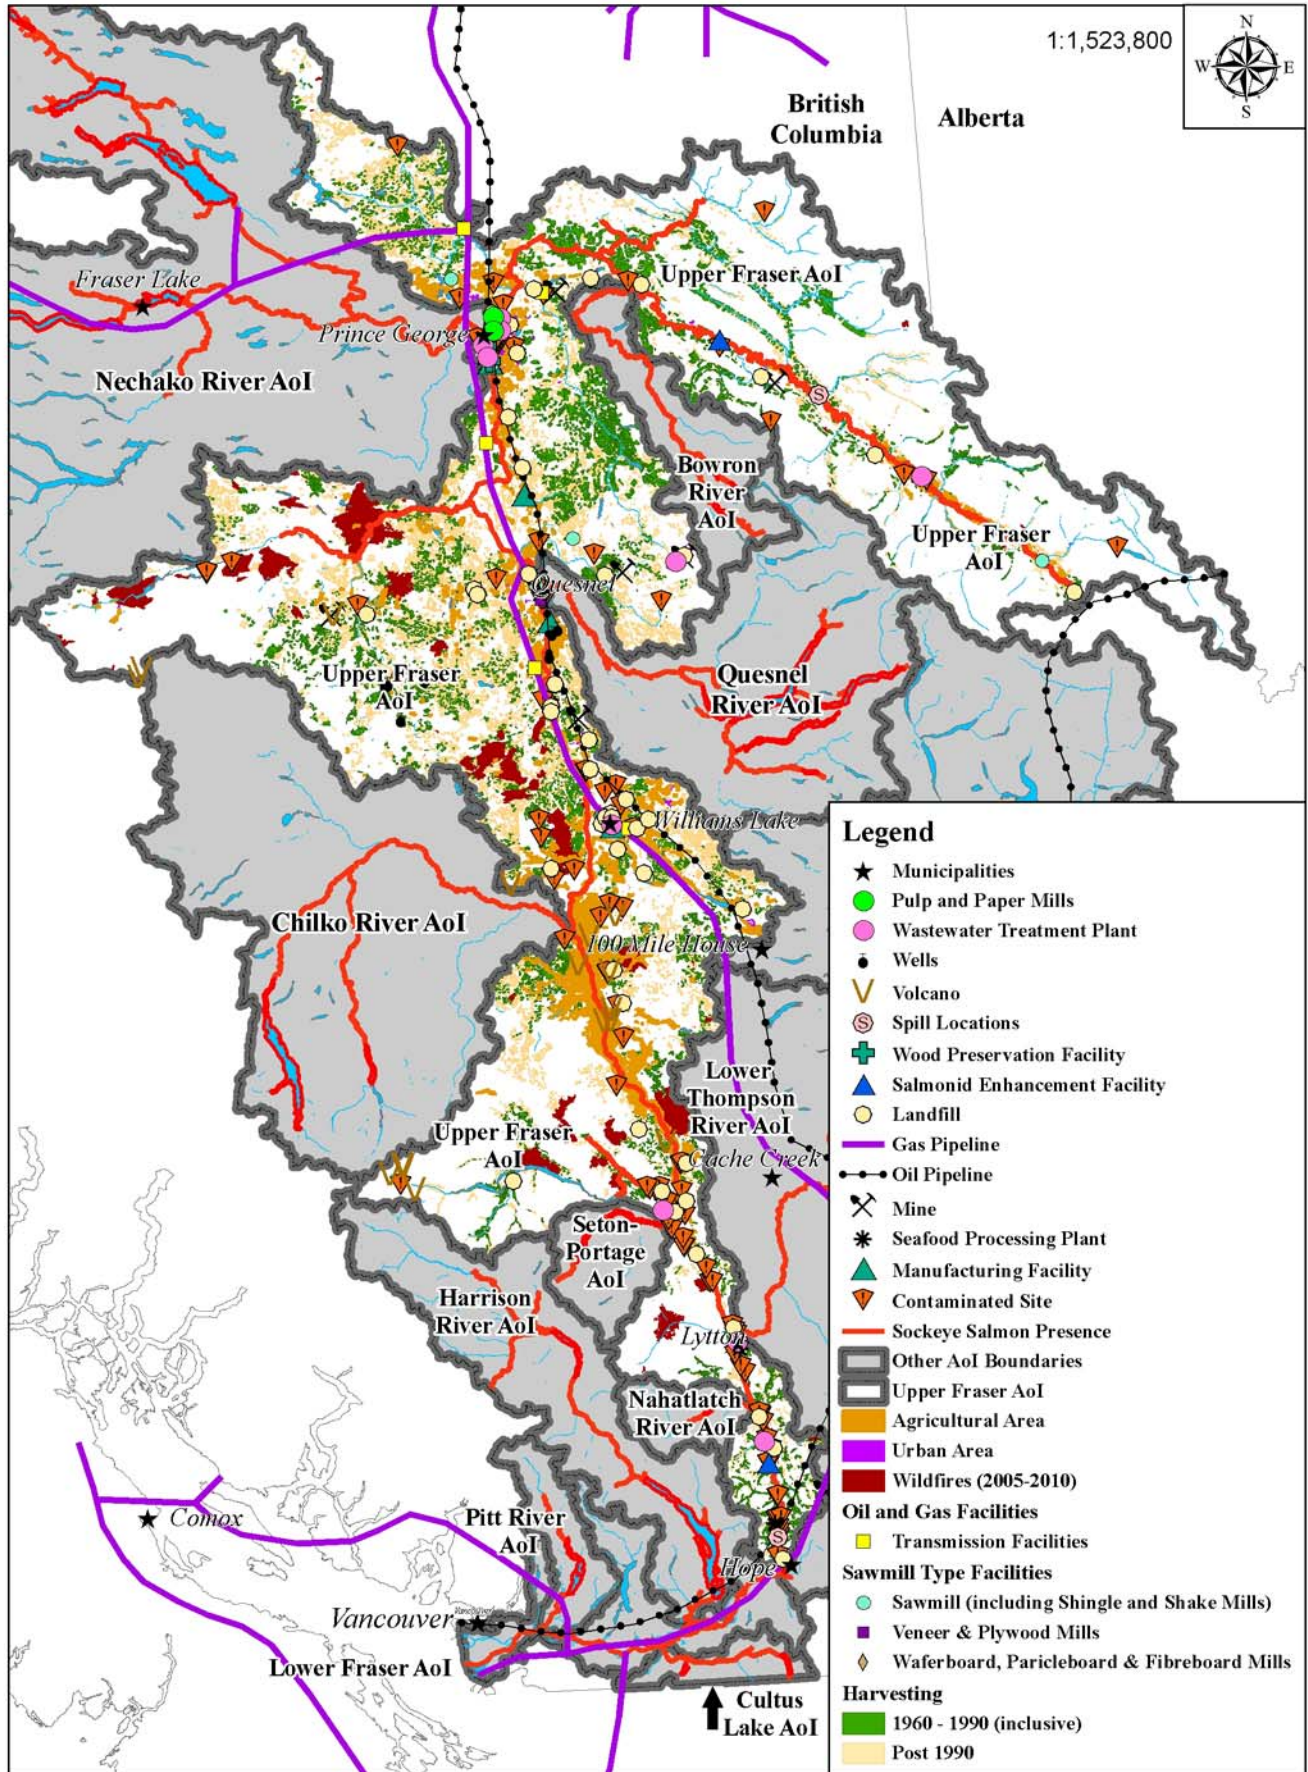 1:1,523,800
N
W E
S
British
Columbia
Alberta
Fraser Lake
Upper Fraser AoI
Prince George
Nechako River AoI
Bowron
River
AoI
Upper Fraser
AoI
Quesnel
Upper Fraser
AoI
Quesnel
River AoI
Williams Lake
Chilko River AoI
100 Mile House
Lower
Thompson
River AoI
Upper Fraser
AoI
Cache Creek
Seton-
Portage
AoI
Harrison
River AoI
Lytton
Nahatlatch
River AoI
Pitt River
AoI
Comox
Hope
Vancouver
Lower Fraser AoI
Cultus
Lake AoI
Legend
Municipalities
Pulp and Paper Mills
Wastewater Treatment Plant
Wells
Volcano
S Spill Locations
Wood Preservation Facility
Salmonid Enhancement Facility
Landfill
Gas Pipeline
Oil Pipeline
Mine
Seafood Processing Plant
Manufacturing Facility
Contaminated Site
Sockeye Salmon Presence
Other AoI Boundaries
Upper Fraser AoI
Agricultural Area
Urban Area
Wildfires (2005-2010)
Oil and Gas Facilities
Transmission Facilities
Sawmill Type Facilities
Sawmill (including Shingle and Shake Mills)
Veneer & Plywood Mills
Waferboard, Paricleboard & Fibreboard Mills
Harvesting
1960 - 1990 (inclusive)
Post 1990